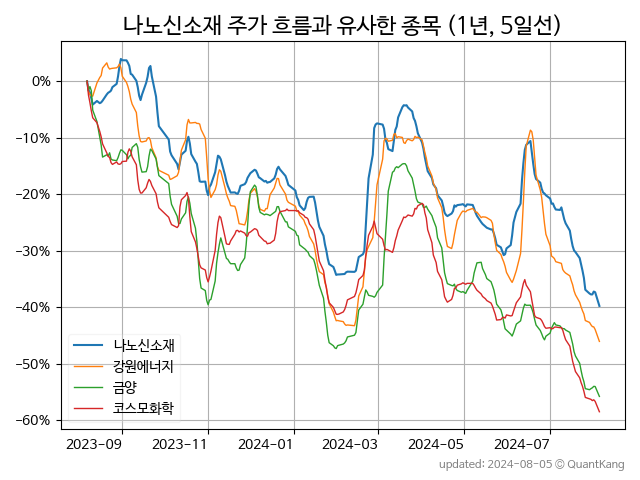 나노신소재 주가 흐름과 유사한 종목 (1년, 5일선)
0%
−10%
−20%
−30%
−40%
−50%
−60%
나노신소재
강원에너지
금양
코스모화학
2023-09 2023-11 2024-01 2024-03 2024-05 2024-07
updated: 2024-08-05 © QuantKang